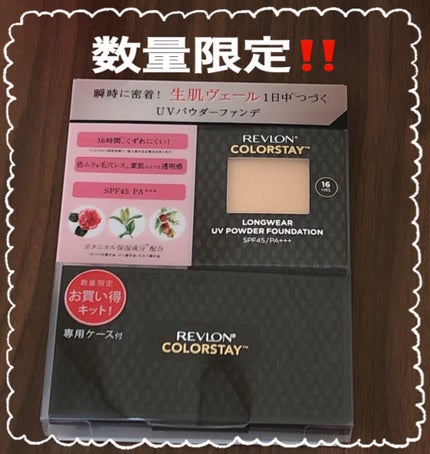 数量限定‼️
瞬時に密着! 生肌ヴェール 1日中*つづく
UVパウダーファンデ
16時間、くずれにくい!
色ムラも毛穴レス。素肌のような透明感
SPF45 PA+++
ボタニカル保湿成分*配合
REVLON®
COLORSTAY™
16
HRS
LONGWEAR
UV POWDER FOUNDATION
SPF45/PA+++
数量限定
お買い得
キット!
専用ケース付
REVLON®
COLORSTAY™